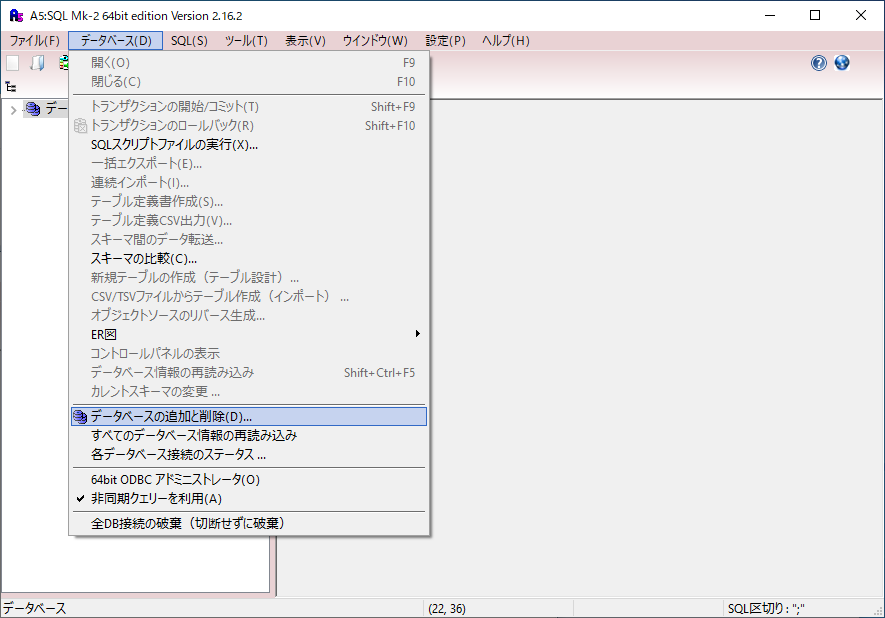 A5:SQL Mk-2 64bit edition Version 2.16.2
ファイル(F) データベース(D) SQL(S) ツール(T) 表示(V) ウインドウ(W) 設定(P) ヘルプ(H)
開く(O) F9
閉じる(C) F10
トランザクションの開始/コミット(T) Shift+F9
トランザクションのロールバック(R) Shift+F10
SQLスクリプトファイルの実行(X)...
一括エクスポート(E)...
連続インポート(I)...
テーブル定義書作成(S)...
テーブル定義CSV出力(V)...
スキーマ間のデータ転送...
スキーマの比較(C)...
新規テーブルの作成（テーブル設計）...
CSV/TSVファイルからテーブル作成（インポート） ...
オブジェクトソースのリバース生成...
ER図
コントロールパネルの表示
データベース情報の再読み込み Shift+Ctrl+F5
カレントスキーマの変更 ...
データベースの追加と削除(D)...
すべてのデータベース情報の再読み込み
各データベース接続のステータス ...
64bit ODBC アドミニストレータ(O)
非同期クエリーを利用(A)
全DB接続の破棄（切断せずに破棄）
デー
データベース (22, 36) SQL区切り : ";"